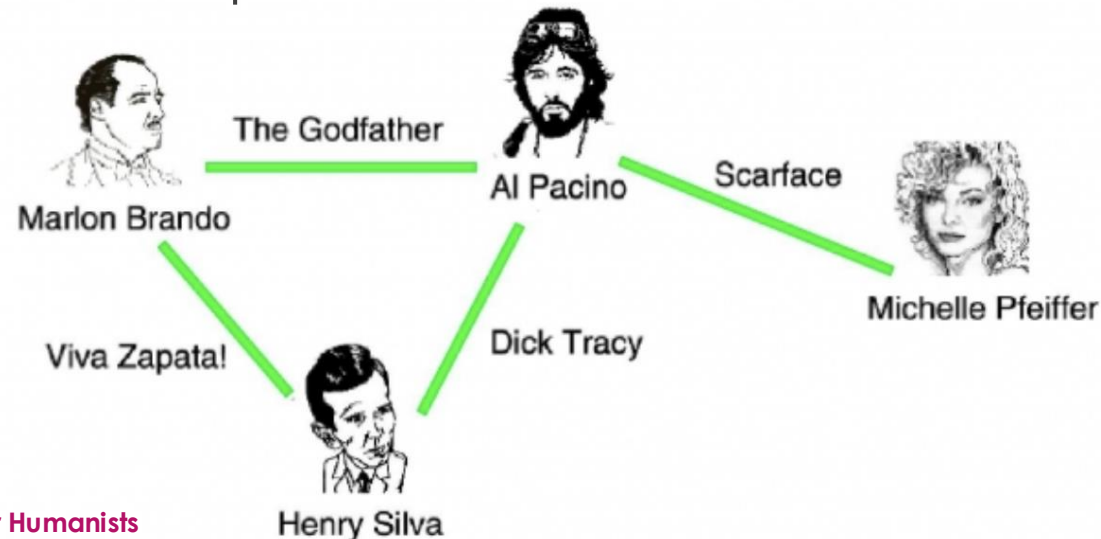 The Godfather
Al Pacino
Scarface
Marlon Brando
Michelle Pfeiffer
Viva Zapata!
Dick Tracy
Henry Silva
Humanists